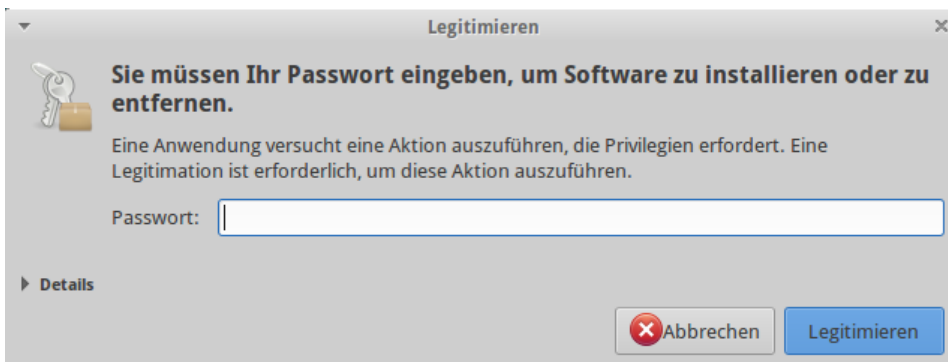 Legitimieren
Sie müssen Ihr Passwort eingeben, um Software zu installieren oder zu
entfernen.
Eine Anwendung versucht eine Aktion auszuführen, die Privilegien erfordert. Eine
Legitimation ist erforderlich, um diese Aktion auszuführen.
Passwort:
Details
Abbrechen Legitimieren